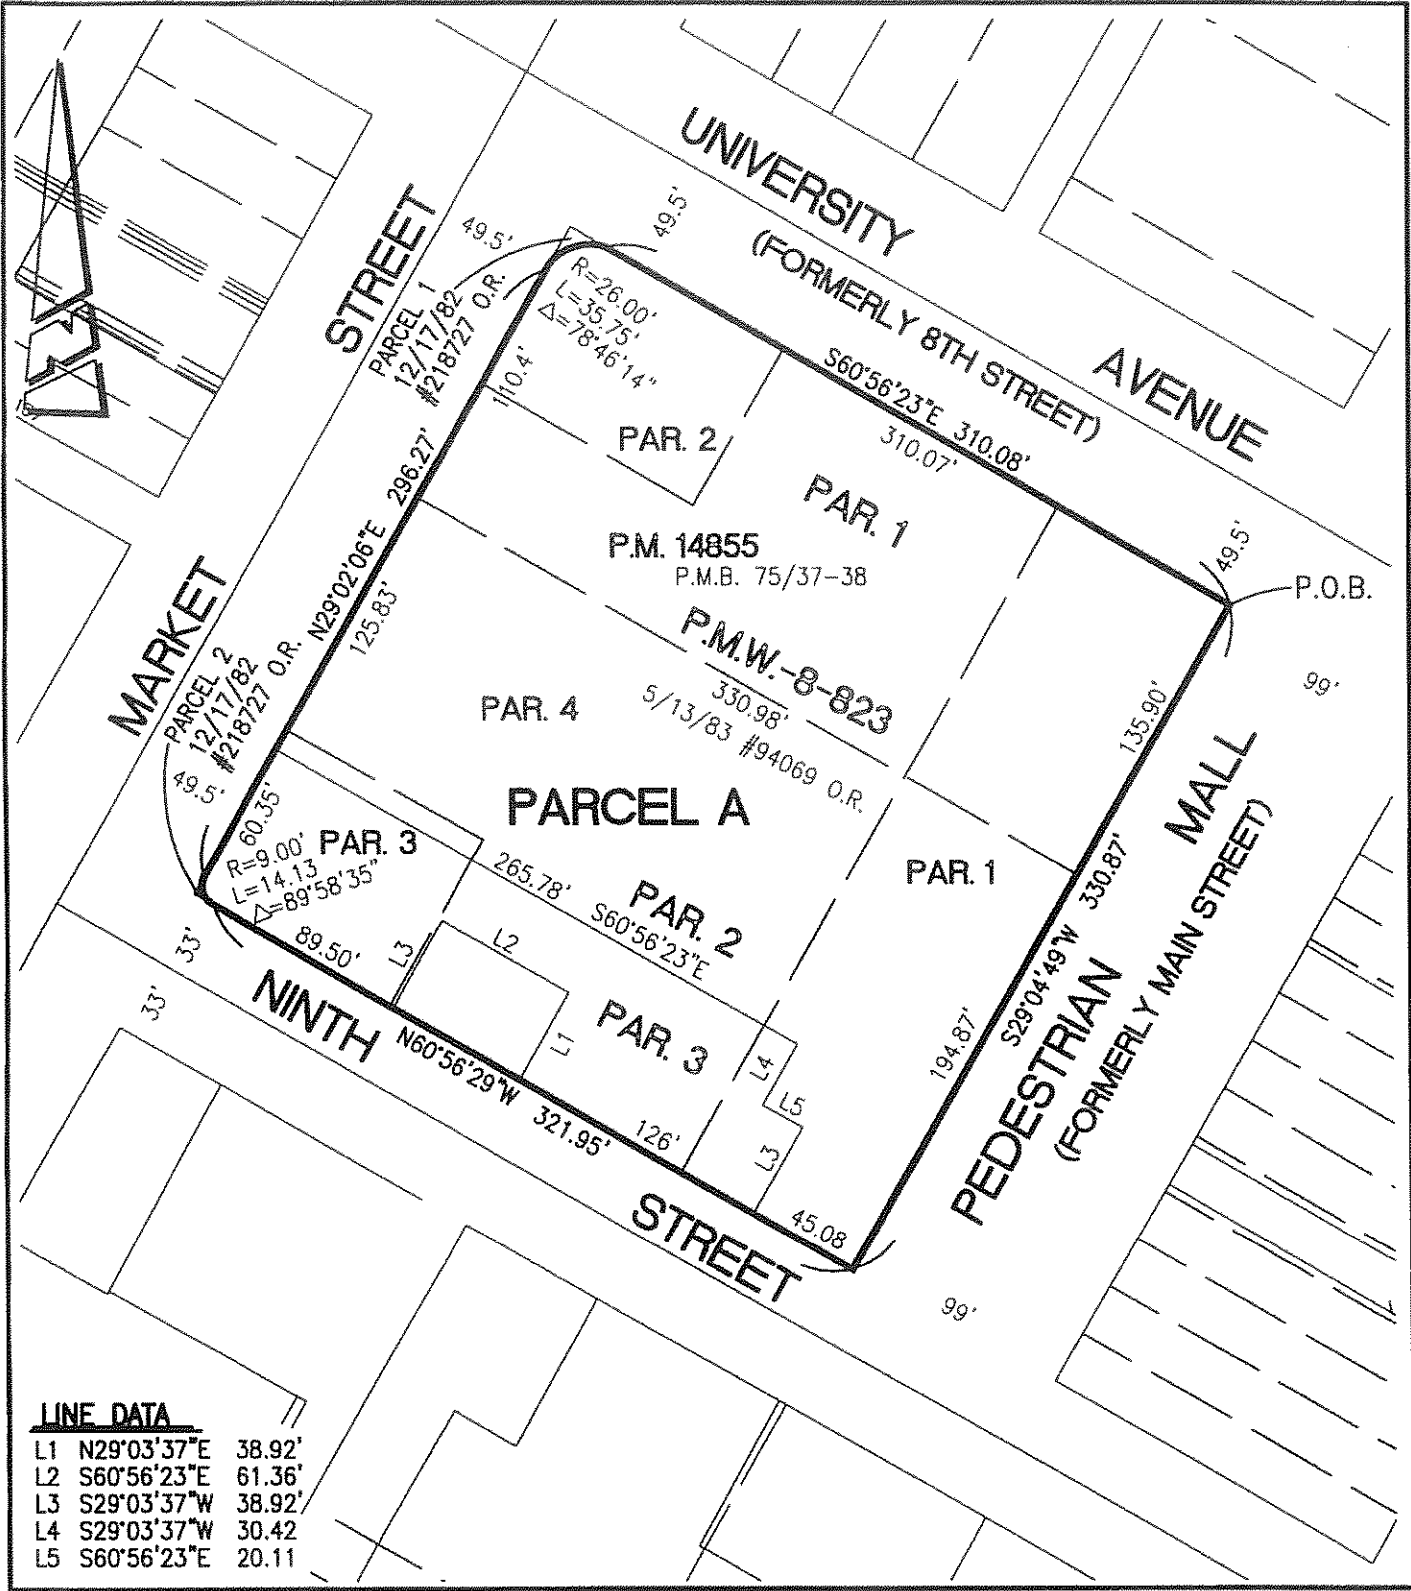 UNIVERSITY
AVENUE
(FORMERLY 8TH STREET)
49.5'
49.5'
STREET
PARCEL 1
12/17/82
#218727 O.R.
R=26.00'
L=35.75'
△=78°46'14"
110.4'
S60°56'23"E 310.08'
310.07'
PAR. 2
PAR. 1
49.5'
P.O.B.
P.M. 14855
P.M.B. 75/37-38
N29°02'06"E 296.27'
125.83'
P.M.W.-8-823
330.98'
5/13/83 #94069 O.R.
99'
MARKET
PARCEL 2
12/17/82
#218727 O.R.
49.5'
PAR. 4
135.90'
MALL
PARCEL A
60.35'
R=9.00'
L=14.13
△=89°58'35"
PAR. 3
PAR. 1
265.78' S60°56'23"E
PAR. 2
S29°04'49"W 330.87'
PEDESTRIAN
(FORMERLY MAIN STREET)
89.50'
L3
L2
33'
33'
NINTH
N60°56'29"W 321.95'
L1
PAR. 3
L4
L5
L3
194.87'
126'
STREET
45.08
99'
LINE DATA
L1 N29°03'37"E 38.92'
L2 S60°56'23"E 61.36'
L3 S29°03'37"W 38.92'
L4 S29°03'37"W 30.42
L5 S60°56'23"E 20.11